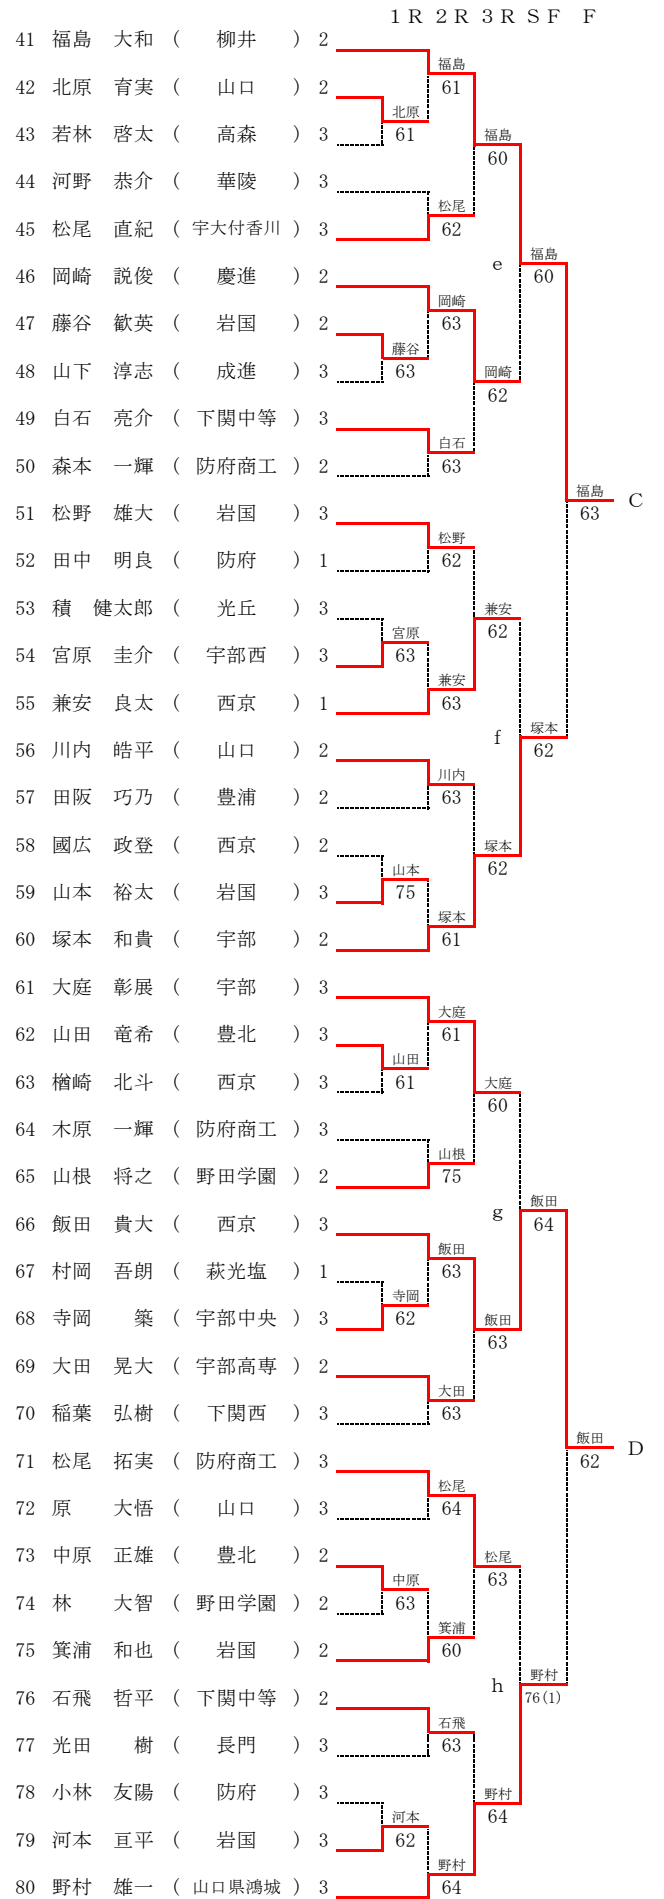 1R 2R 3R SF F
41 福島 大和 ( 柳井 ) 2
福島
42 北原 育実 ( 山口 ) 2 61
北原
43 若林 啓太 ( 高森 ) 3 61 福島
60
44 河野 恭介 ( 華陵 ) 3
松尾
45 松尾 直紀 ( 宇大付香川 ) 3 62
福島
e 60
46 岡崎 説俊 ( 慶進 ) 2
岡崎
47 藤谷 歓英 ( 岩国 ) 2 63
藤谷
48 山下 淳志 ( 成進 ) 3 63 岡崎
62
49 白石 亮介 ( 下関中等 ) 3
白石
50 森本 一輝 ( 防府商工 ) 2 63
福島 C
51 松野 雄大 ( 岩国 ) 3 63
松野
52 田中 明良 ( 防府 ) 1 62
53 積 健太郎 ( 光丘 ) 3 兼安
宮原 62
54 宮原 圭介 ( 宇部西 ) 3 63
兼安
55 兼安 良太 ( 西京 ) 1 63
塚本
f 62
56 川内 皓平 ( 山口 ) 2
川内
57 田阪 巧乃 ( 豊浦 ) 2 63
58 國広 政登 ( 西京 ) 2 塚本
山本 62
59 山本 裕太 ( 岩国 ) 3 75
塚本
60 塚本 和貴 ( 宇部 ) 2 61
61 大庭 彰展 ( 宇部 ) 3
大庭
62 山田 竜希 ( 豊北 ) 3 61
山田
63 楢崎 北斗 ( 西京 ) 3 61 大庭
60
64 木原 一輝 ( 防府商工 ) 3
山根
65 山根 将之 ( 野田学園 ) 2 75
飯田
g 64
66 飯田 貴大 ( 西京 ) 3
飯田
67 村岡 吾朗 ( 萩光塩 ) 1 63
寺岡
68 寺岡 築 ( 宇部中央 ) 3 62 飯田
63
69 大田 晃大 ( 宇部高専 ) 2
大田
70 稲葉 弘樹 ( 下関西 ) 3 63
飯田 D
71 松尾 拓実 ( 防府商工 ) 3 62
松尾
72 原 大悟 ( 山口 ) 3 64
73 中原 正雄 ( 豊北 ) 2 松尾
中原 63
74 林 大智 ( 野田学園 ) 2 63
箕浦
75 箕浦 和也 ( 岩国 ) 2 60
野村
h 76(1)
76 石飛 哲平 ( 下関中等 ) 2
石飛
77 光田 樹 ( 長門 ) 3 63
78 小林 友陽 ( 防府 ) 3 野村
河本 64
79 河本 亘平 ( 岩国 ) 3 62
野村
80 野村 雄一 ( 山口県鴻城 ) 3 64